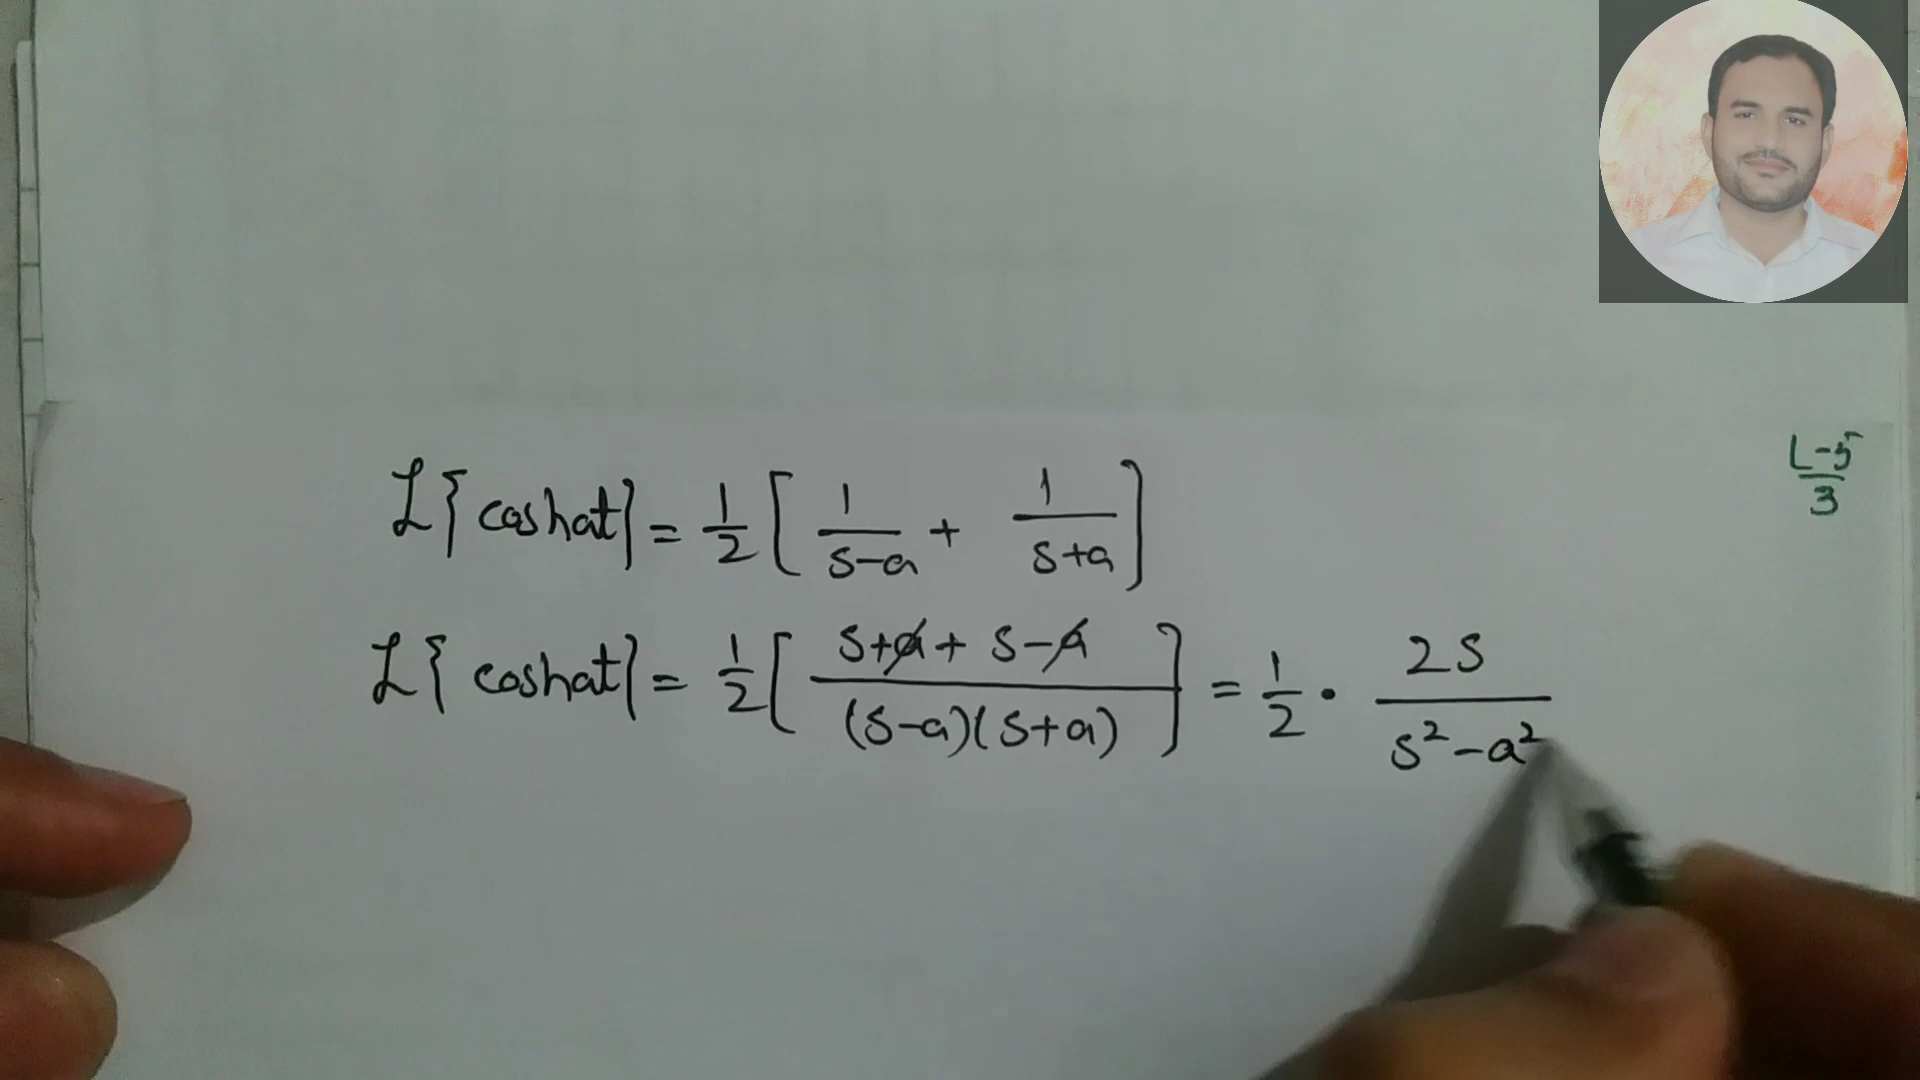 L-5
3
ℒ{coshat} = 1/2 [ 1/(s-a) + 1/(s+a) ]
ℒ{coshat} = 1/2 [ (s+a + s-a)/((s-a)(s+a)) ] = 1/2 · 2s/(s²-a²)